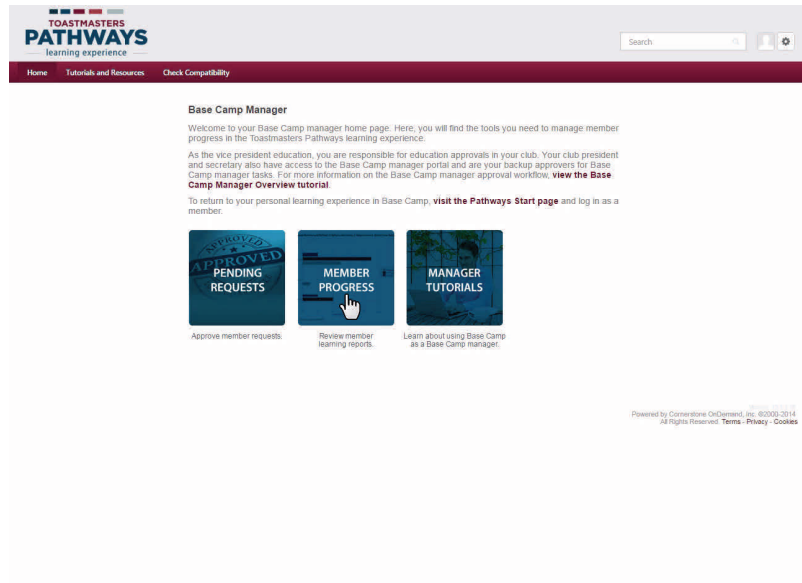 TOASTMASTERS
PATHWAYS
learning experience
Search
Home Tutorials and Resources Check Compatibility
Base Camp Manager
Welcome to your Base Camp manager home page. Here, you will find the tools you need to manage member
progress in the Toastmasters Pathways learning experience.
As the vice president education, you are responsible for education approvals in your club. Your club president
and secretary also have access to the Base Camp manager portal and are your backup approvers for Base
Camp manager tasks. For more information on the Base Camp manager approval workflow, view the Base
Camp Manager Overview tutorial.
To return to your personal learning experience in Base Camp, visit the Pathways Start page and log in as a
member.
APPROVED
APPROVED
PENDING
REQUESTS
MEMBER
PROGRESS
MANAGER
TUTORIALS
Approve member requests.
Review member
learning reports.
Learn about using Base Camp
as a Base Camp manager.
Powered by Cornerstone OnDemand, Inc. ©2000-2014
All Rights Reserved. Terms - Privacy - Cookies